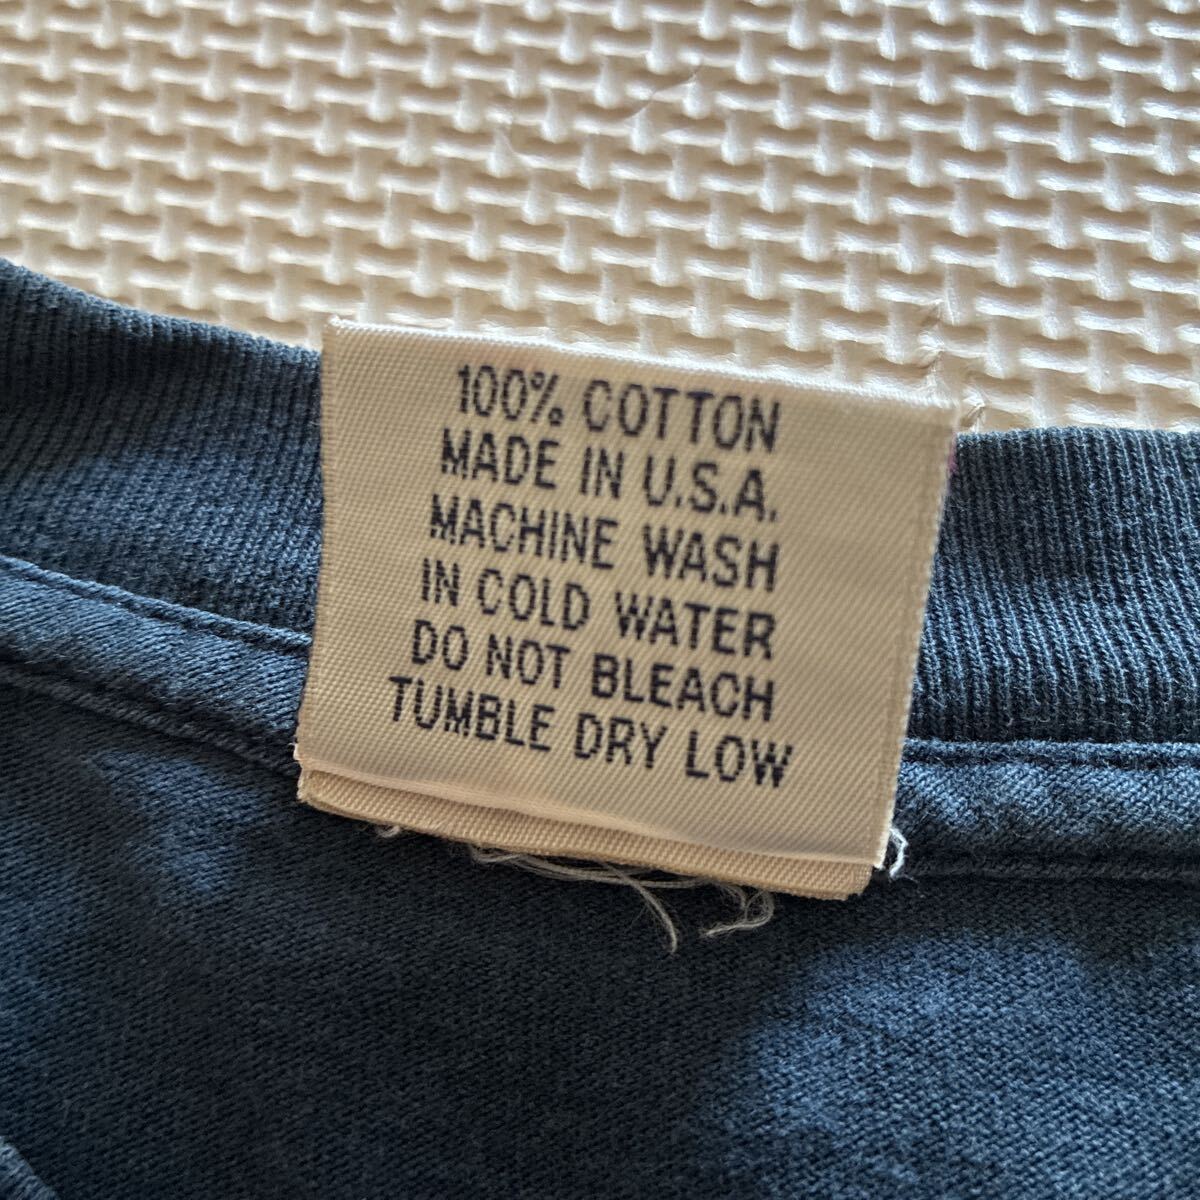 100% COTTON
MADE IN U.S.A.
MACHINE WASH
IN COLD WATER
DO NOT BLEACH
TUMBLE DRY LOW